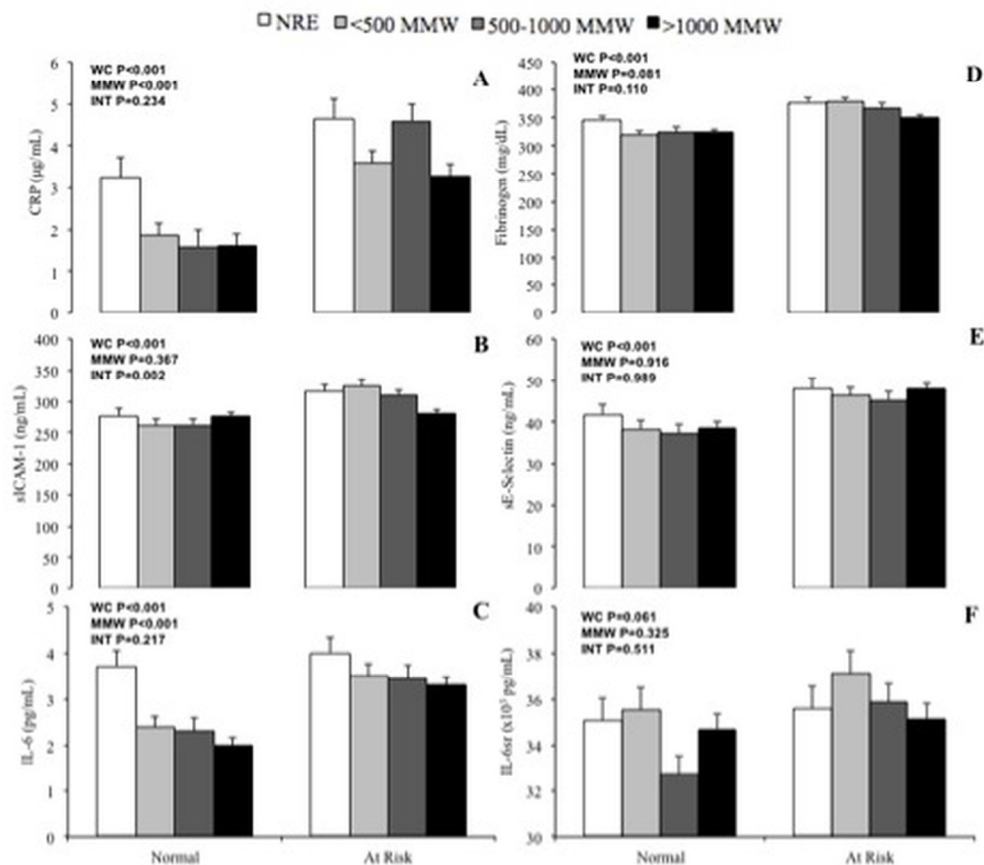 NRE <500 MMW 500-1000 MMW >1000 MMW
A
WC P<0.001
MMW P<0.001
INT P=0.234
CRP (µg/mL)
6
5
4
3
2
1
0
D
WC P<0.001
MMW P=0.081
INT P=0.110
Fibrinogen (mg/dL)
450
400
350
300
250
200
150
100
50
0
B
WC P<0.001
MMW P=0.367
INT P=0.002
sICAM-1 (ng/mL)
400
350
300
250
200
150
100
50
0
E
WC P<0.001
MMW P=0.916
INT P=0.989
sE-Selectin (ng/mL)
60
50
40
30
20
10
0
C
WC P<0.001
MMW P<0.001
INT P=0.217
IL-6 (pg/mL)
5
4
3
2
1
0
Normal At Risk
F
WC P=0.061
MMW P=0.325
INT P=0.511
IL-6sr (x10³ pg/mL)
40
38
36
34
32
30
Normal At Risk